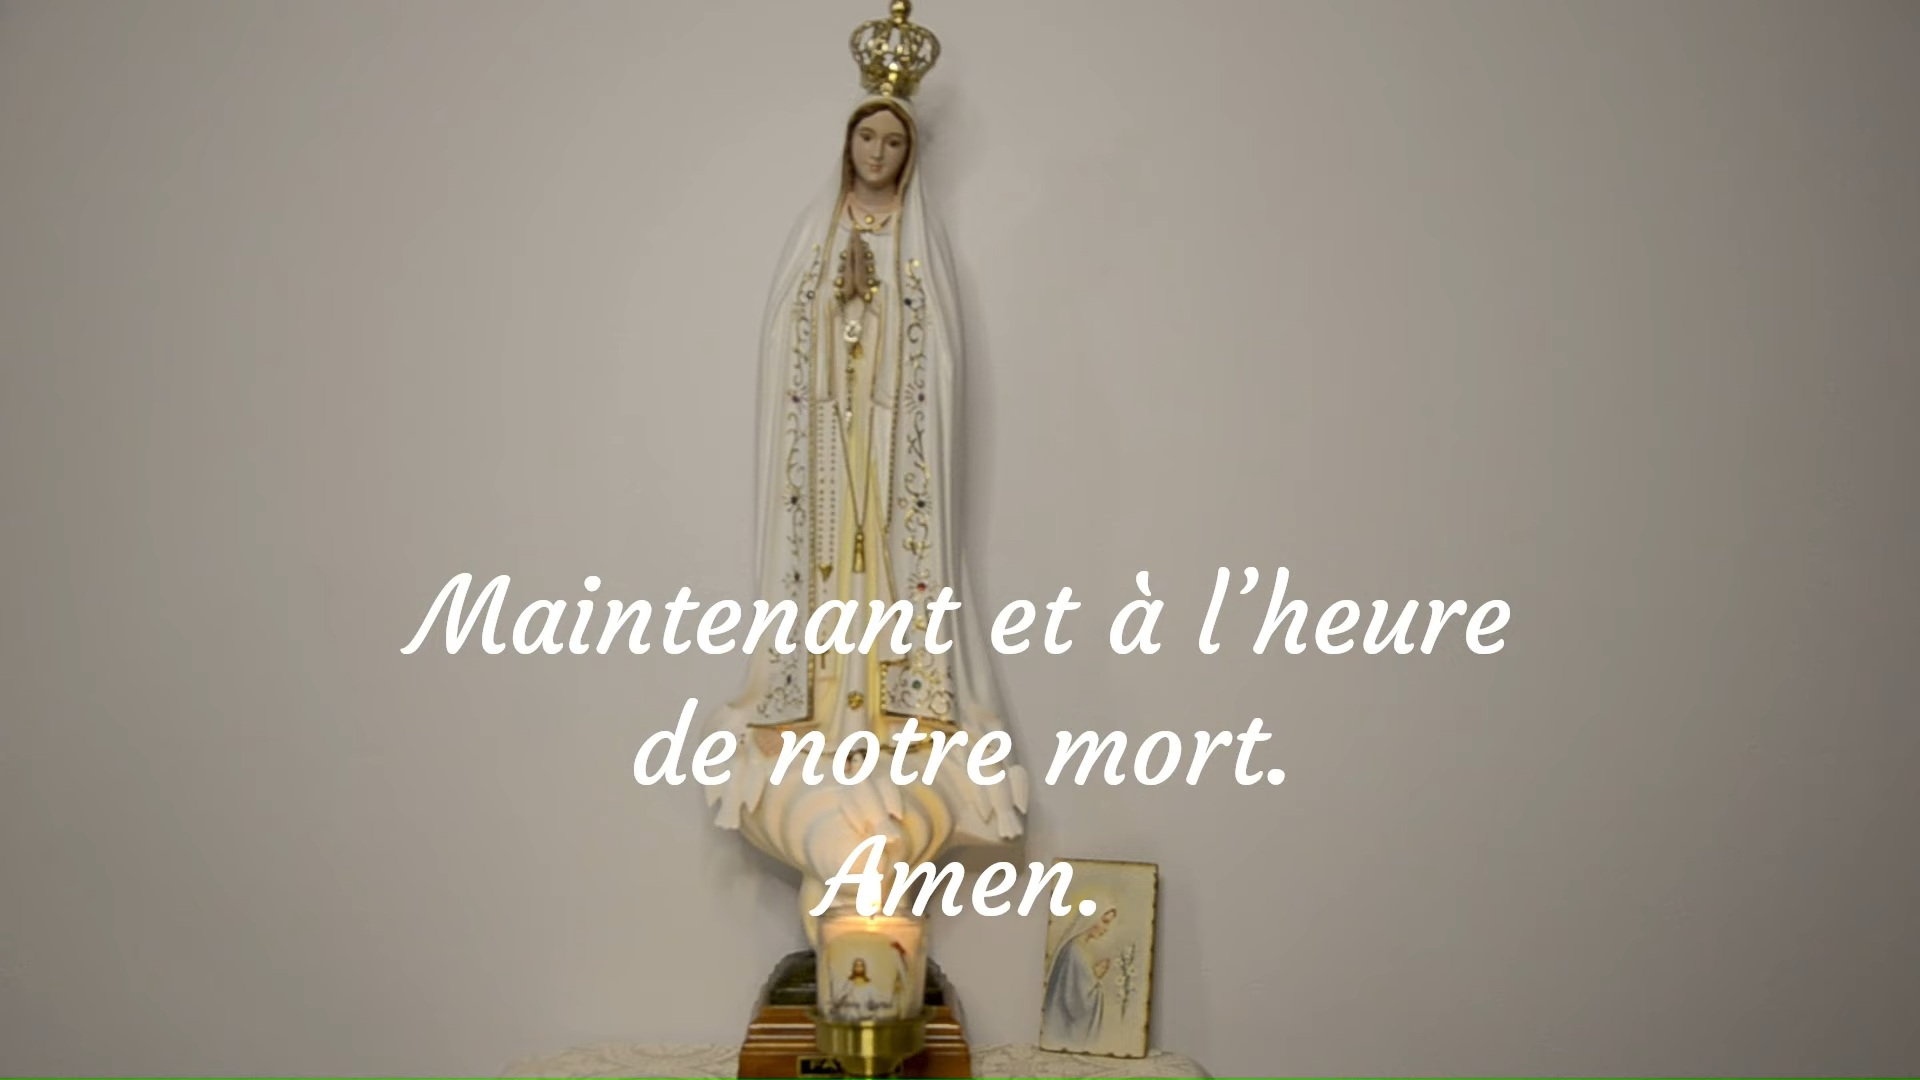 Maintenant et à l’heure
de notre mort.
Amen.